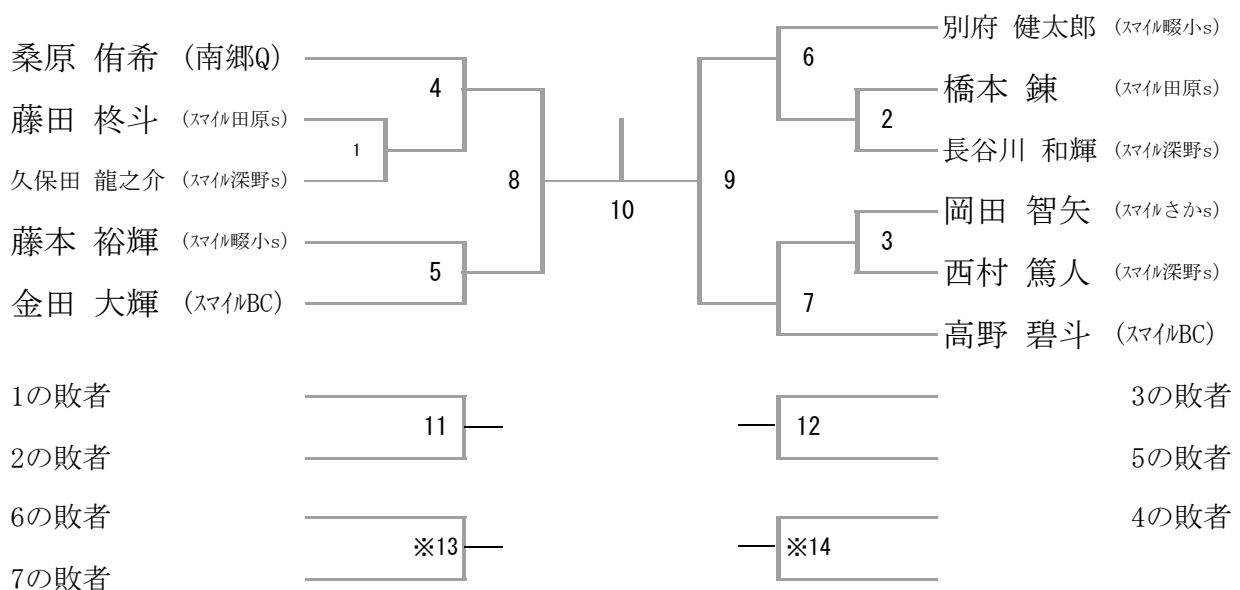 桑原 侑希 (南郷Q)
藤田 柊斗 (スマイル田原s)
久保田 龍之介 (スマイル深野s)
藤本 裕輝 (スマイル畷小s)
金田 大輝 (スマイルBC)
1
4
5
8
10
別府 健太郎 (スマイル畷小s)
橋本 錬 (スマイル田原s)
長谷川 和輝 (スマイル深野s)
岡田 智矢 (スマイルさかs)
西村 篤人 (スマイル深野s)
高野 碧斗 (スマイルBC)
6
2
9
3
7
1の敗者
2の敗者
11
3の敗者
5の敗者
12
6の敗者
7の敗者
※13
4の敗者
※14